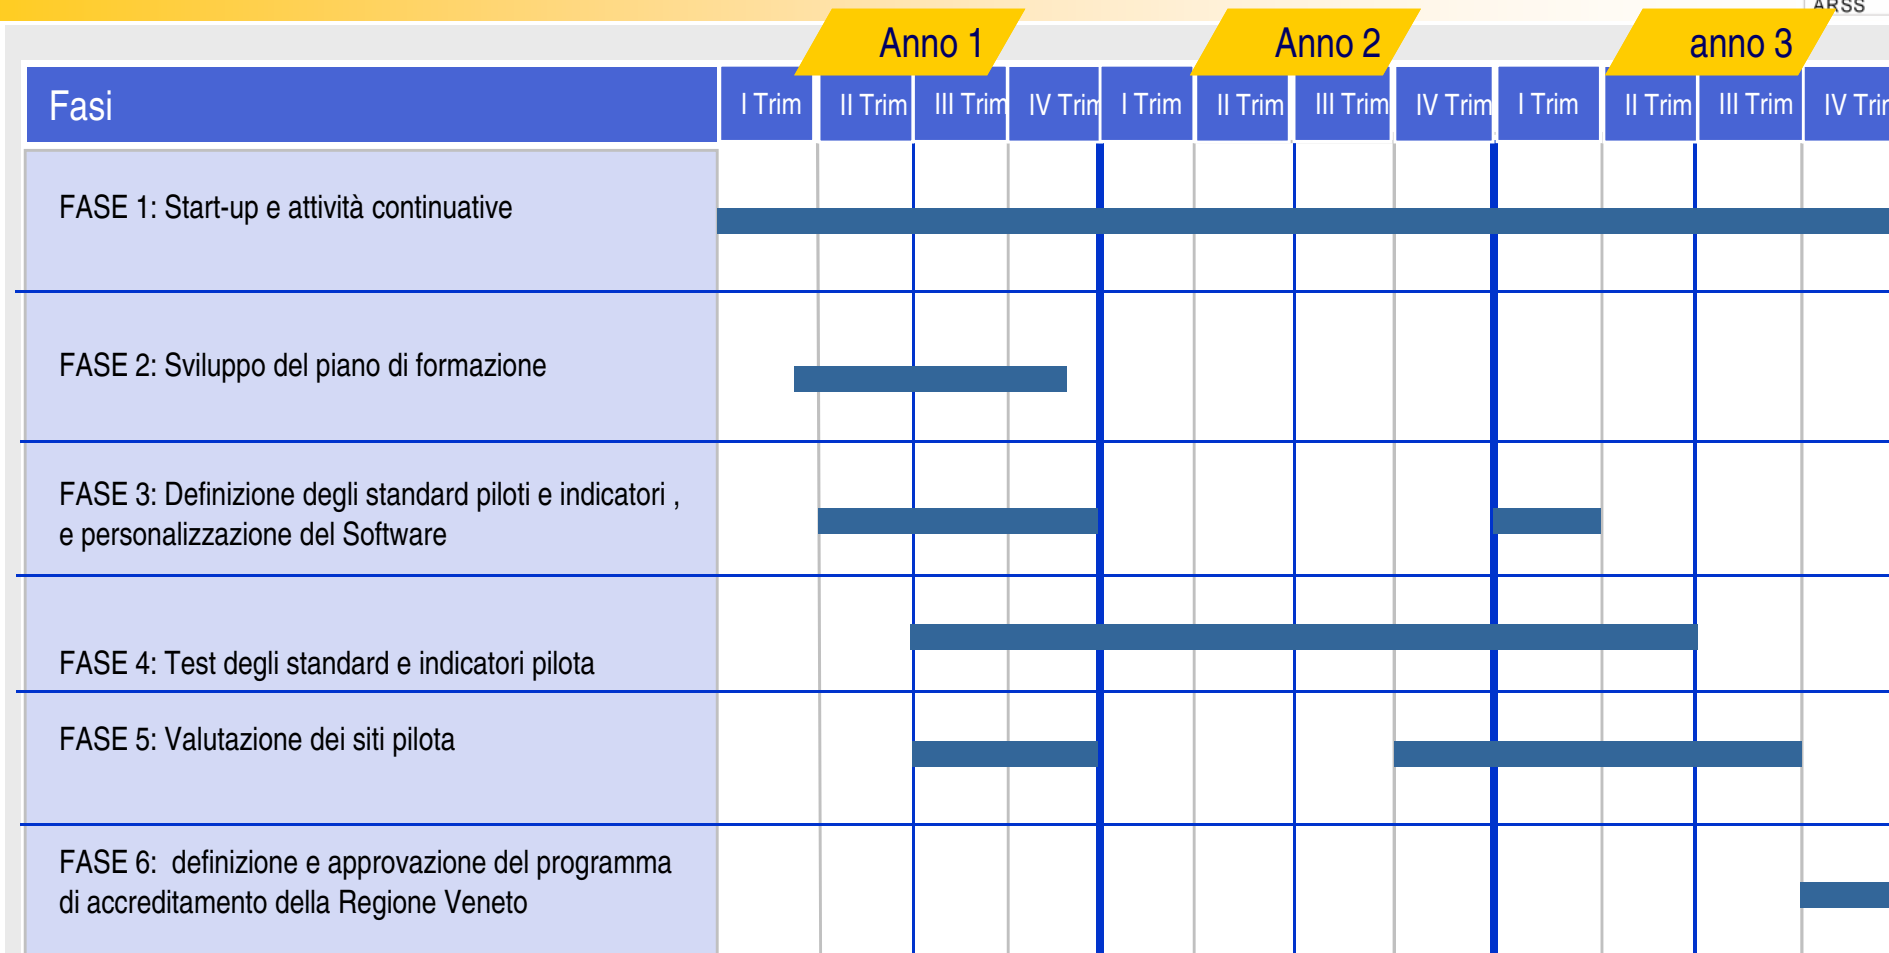 ARSS
Anno 1
Anno 2
anno 3
Fasi
I Trim
II Trim
III Trim
IV Trim
I Trim
II Trim
III Trim
IV Trim
I Trim
II Trim
III Trim
IV Trim
FASE 1: Start-up e attività continuative
FASE 2: Sviluppo del piano di formazione
FASE 3: Definizione degli standard piloti e indicatori ,
e personalizzazione del Software
FASE 4: Test degli standard e indicatori pilota
FASE 5: Valutazione dei siti pilota
FASE 6: definizione e approvazione del programma
di accreditamento della Regione Veneto